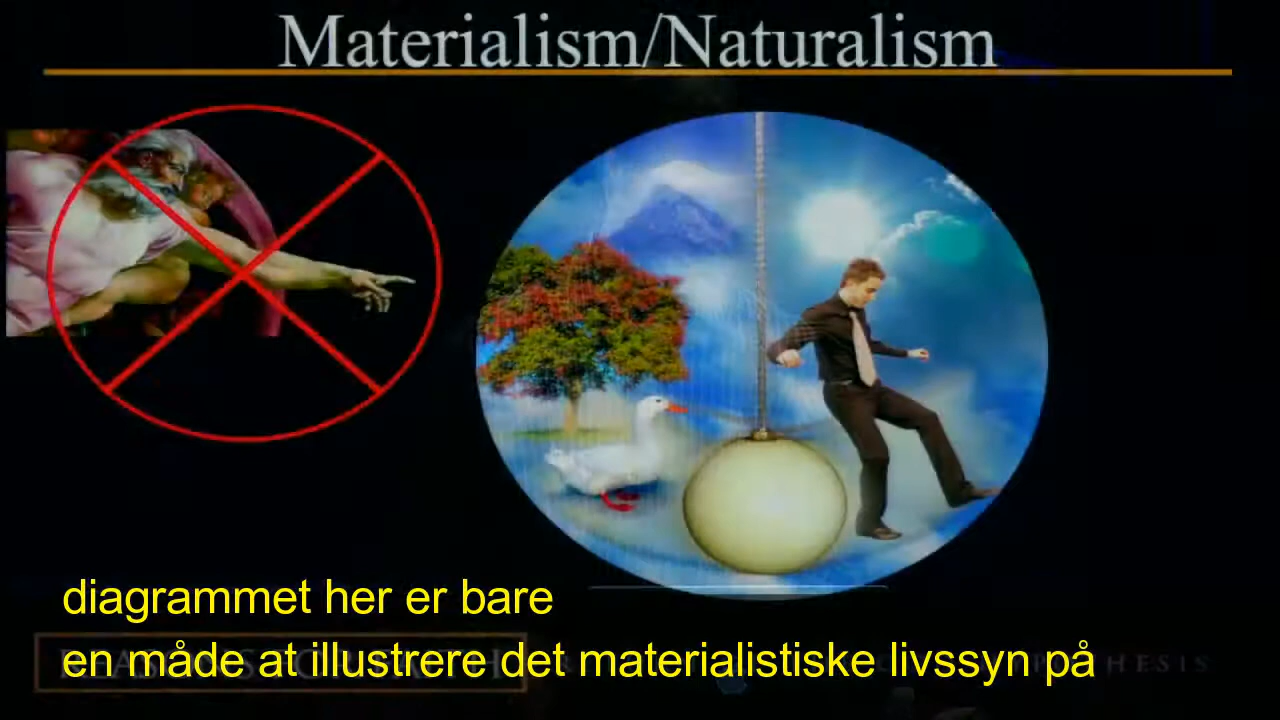 Materialism/Naturalism
diagrammet her er bare
en måde at illustrere det materialistiske livssyn på